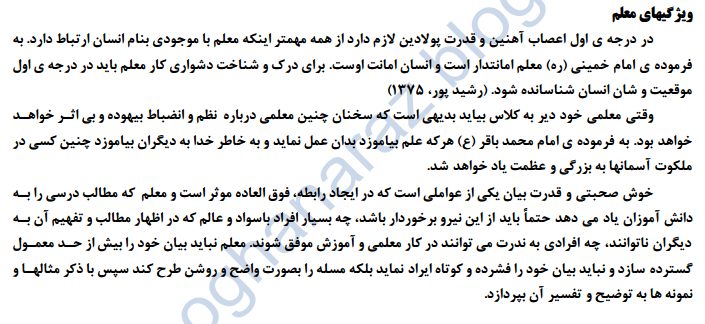 ویژگیهای معلم
در درجه ی اول اعصاب آهنین و قدرت پولادین لازم دارد از همه مهمتر اینکه معلم با موجودی بنام انسان ارتباط دارد. به
فرموده ی امام خمینی (ره) معلم امانتدار است و انسان امانت اوست. برای درک و شناخت دشواری کار معلم باید در درجه ی اول
موقعیت و شان انسان شناسانده شود. (رشید پور، ۱۳۷۵)
وقتی معلمی خود دیر به کلاس بیاید بدیهی است که سخنان چنین معلمی درباره نظم و انضباط بیهوده و بی اثر خواهد
خواهد بود. به فرموده ی امام محمد باقر (ع) هرکه علم بیاموزد بدان عمل نماید و به خاطر خدا به دیگران بیاموزد چنین کسی در
ملکوت آسمانها به بزرگی و عظمت یاد خواهد شد.
خوش صحبتی و قدرت بیان یکی از عواملی است که در ایجاد رابطه، فوق العاده موثر است و معلم که مطالب درسی را به
دانش آموزان یاد می دهد حتماً باید از این نیرو برخوردار باشد، چه بسیار افراد باسواد و عالم که در اظهار مطالب و تفهیم آن به
دیگران ناتوانند، چه افرادی به ندرت می توانند در کار معلمی و آموزش موفق شوند. معلم نباید بیان خود را بیش از حد معمول
گسترده سازد و نباید بیان خود را فشرده و کوتاه ایراد نماید بلکه مسله را بصورت واضح و روشن طرح کند سپس با ذکر مثالها و
نمونه ها به توضیح و تفسیر آن بپردازد.
oghanaraz.blog